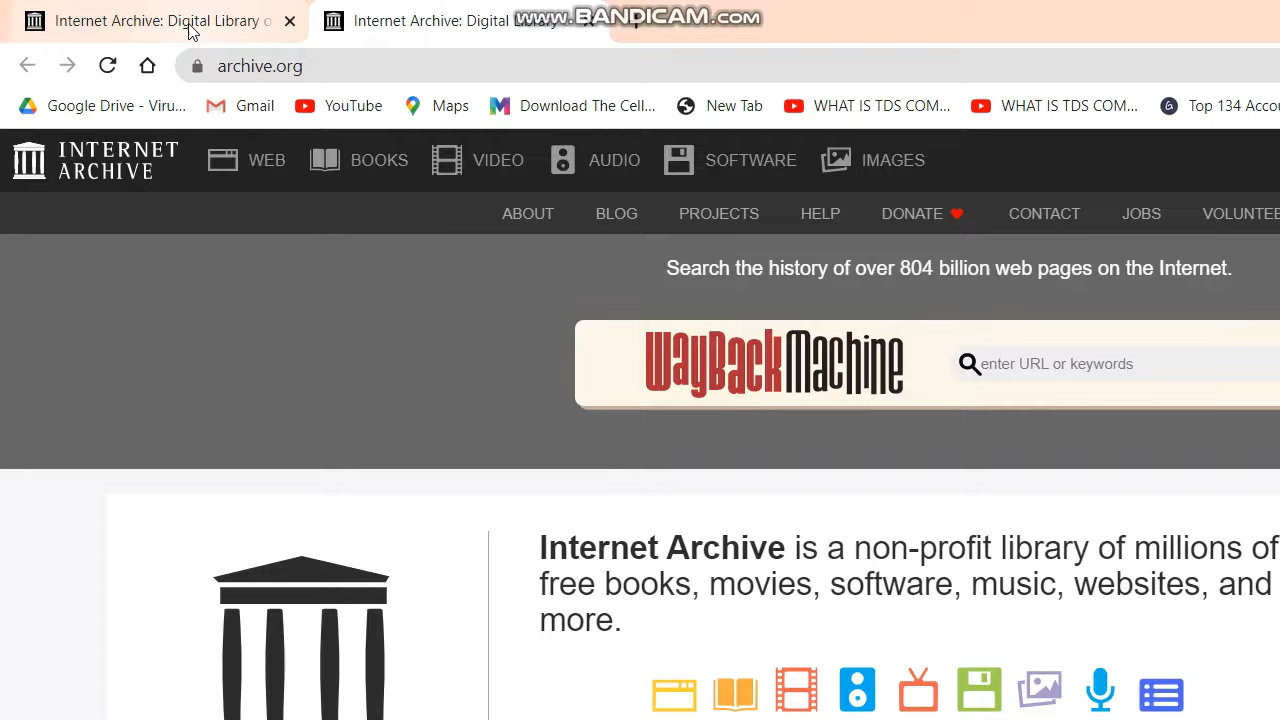 Internet Archive: Digital Library o
Internet Archive: Digital Library
www.BANDICAM.com
archive.org
Google Drive - Viru...
Gmail
YouTube
Maps
Download The Cell...
New Tab
WHAT IS TDS COM...
WHAT IS TDS COM...
Top 134 Accou
INTERNET
ARCHIVE
WEB
BOOKS
VIDEO
AUDIO
SOFTWARE
IMAGES
ABOUT
BLOG
PROJECTS
HELP
DONATE
CONTACT
JOBS
VOLUNTEE
Search the history of over 804 billion web pages on the Internet.
WayBackMachine
enter URL or keywords
Internet Archive is a non-profit library of millions of
free books, movies, software, music, websites, and
more.